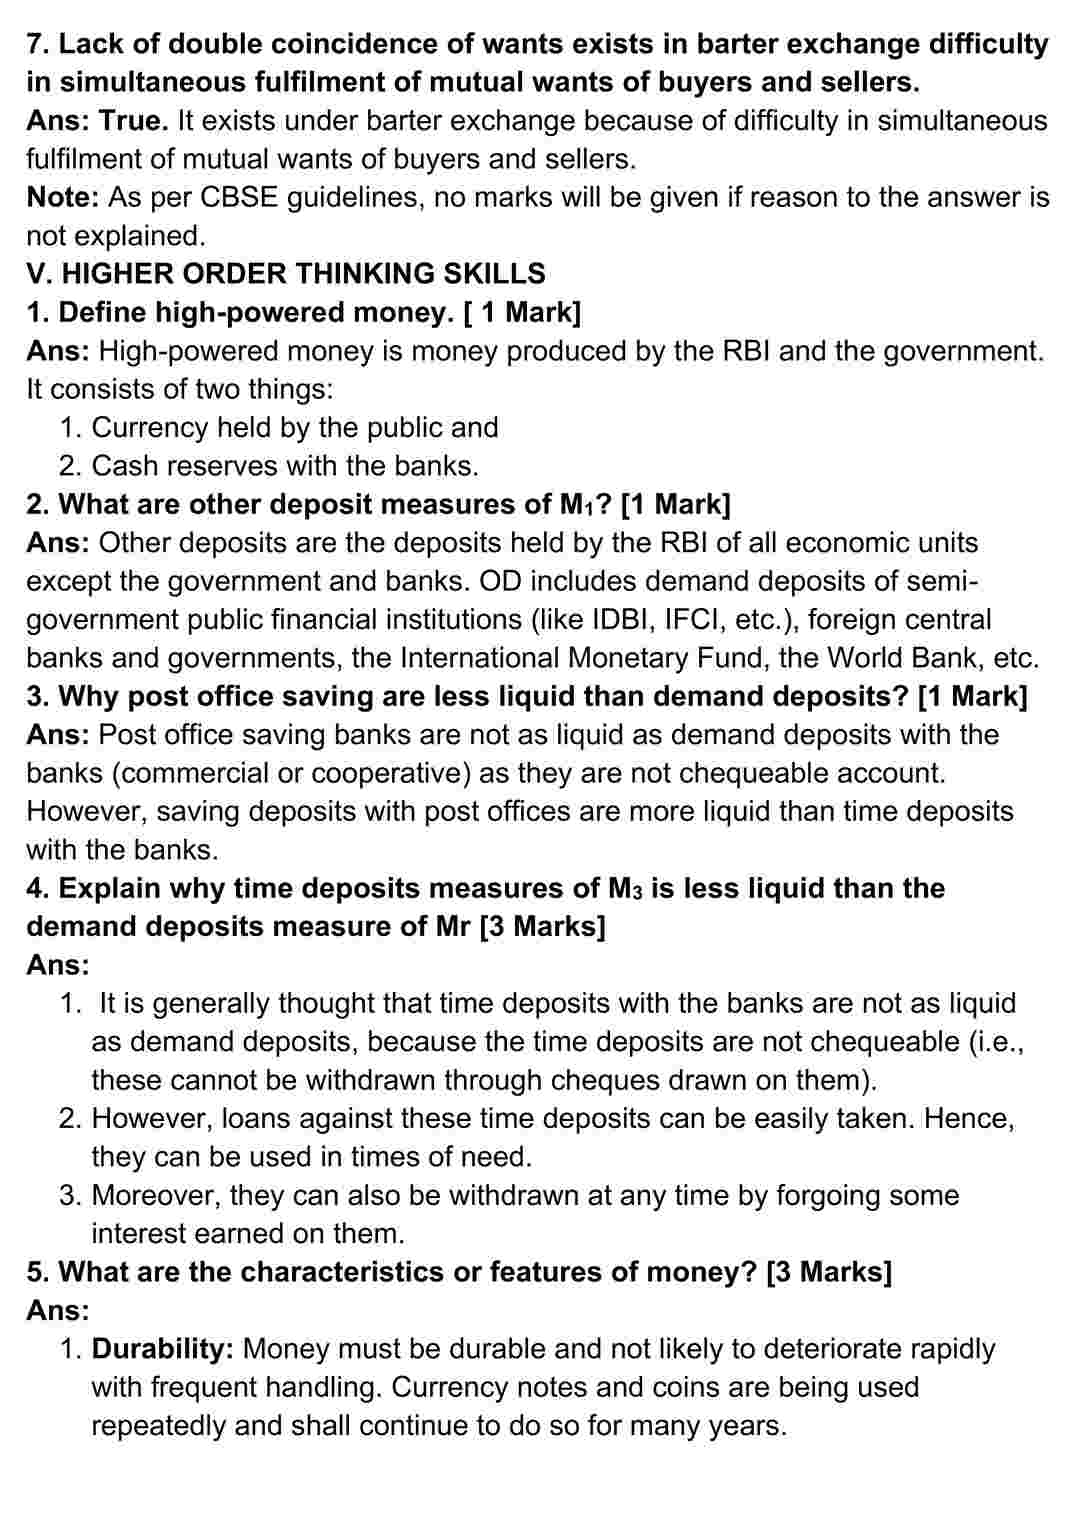 7. Lack of double coincidence of wants exists in barter exchange difficulty
in simultaneous fulfilment of mutual wants of buyers and sellers.
Ans: True. It exists under barter exchange because of difficulty in simultaneous
fulfilment of mutual wants of buyers and sellers.
Note: As per CBSE guidelines, no marks will be given if reason to the answer is
not explained.
V. HIGHER ORDER THINKING SKILLS
1. Define high-powered money. [ 1 Mark]
Ans: High-powered money is money produced by the RBI and the government.
It consists of two things:
1. Currency held by the public and
2. Cash reserves with the banks.
2. What are other deposit measures of M₁? [1 Mark]
Ans: Other deposits are the deposits held by the RBI of all economic units
except the government and banks. OD includes demand deposits of semi-
government public financial institutions (like IDBI, IFCI, etc.), foreign central
banks and governments, the International Monetary Fund, the World Bank, etc.
3. Why post office saving are less liquid than demand deposits? [1 Mark]
Ans: Post office saving banks are not as liquid as demand deposits with the
banks (commercial or cooperative) as they are not chequeable account.
However, saving deposits with post offices are more liquid than time deposits
with the banks.
4. Explain why time deposits measures of M₃ is less liquid than the
demand deposits measure of Mr [3 Marks]
Ans:
1. It is generally thought that time deposits with the banks are not as liquid
as demand deposits, because the time deposits are not chequeable (i.e.,
these cannot be withdrawn through cheques drawn on them).
2. However, loans against these time deposits can be easily taken. Hence,
they can be used in times of need.
3. Moreover, they can also be withdrawn at any time by forgoing some
interest earned on them.
5. What are the characteristics or features of money? [3 Marks]
Ans:
1. Durability: Money must be durable and not likely to deteriorate rapidly
with frequent handling. Currency notes and coins are being used
repeatedly and shall continue to do so for many years.